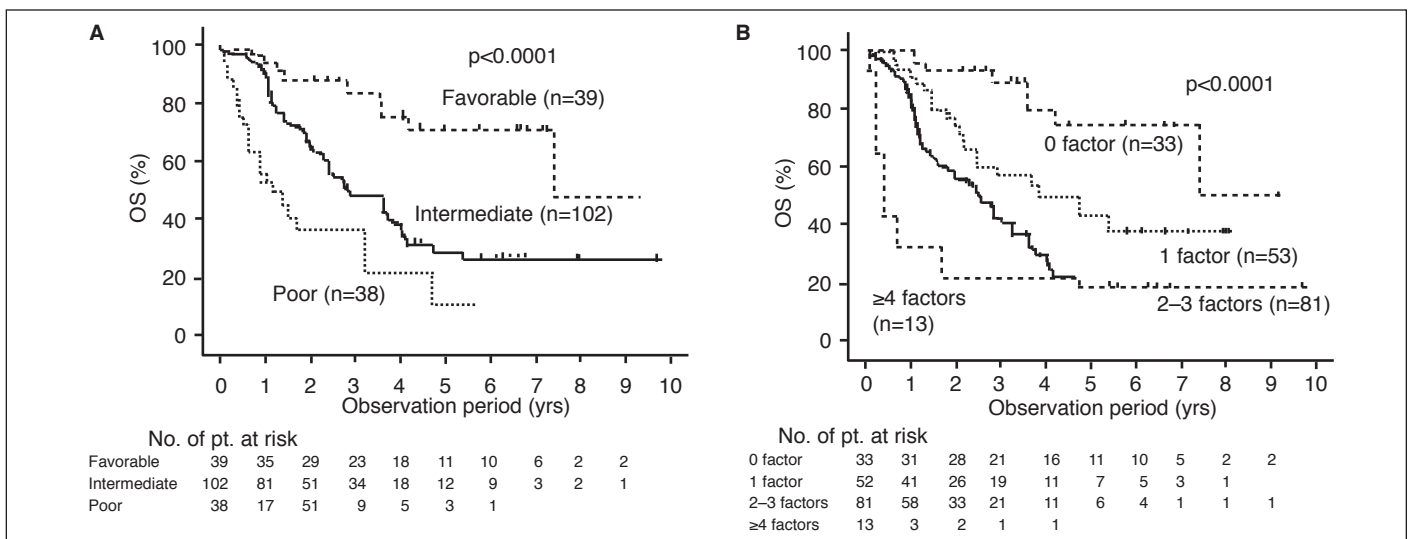 A
p<0.0001
100
80
60
40
20
0
OS (%)
Favorable (n=39)
Intermediate (n=102)
Poor (n=38)
0 1 2 3 4 5 6 7 8 9 10
Observation period (yrs)
No. of pt. at risk
Favorable 39 35 29 23 18 11 10 6 2 2
Intermediate 102 81 51 34 18 12 9 3 2 1
Poor 38 17 51 9 5 3 1
B
p<0.0001
100
80
60
40
20
0
OS (%)
0 factor (n=33)
1 factor (n=53)
≥4 factors
(n=13)
2–3 factors (n=81)
0 1 2 3 4 5 6 7 8 9 10
Observation period (yrs)
No. of pt. at risk
0 factor 33 31 28 21 16 11 10 5 2 2
1 factor 52 41 26 19 11 7 5 3 1
2–3 factors 81 58 33 21 11 6 4 1 1 1
≥4 factors 13 3 2 1 1